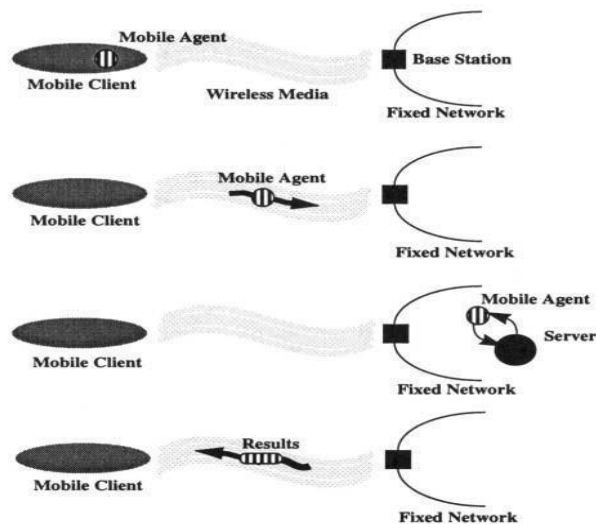 Mobile Agent
Base Station
Mobile Client
Wireless Media
Fixed Network
Mobile Agent
Mobile Client
Fixed Network
Mobile Agent
Server
Mobile Client
Fixed Network
Results
Mobile Client
Fixed Network